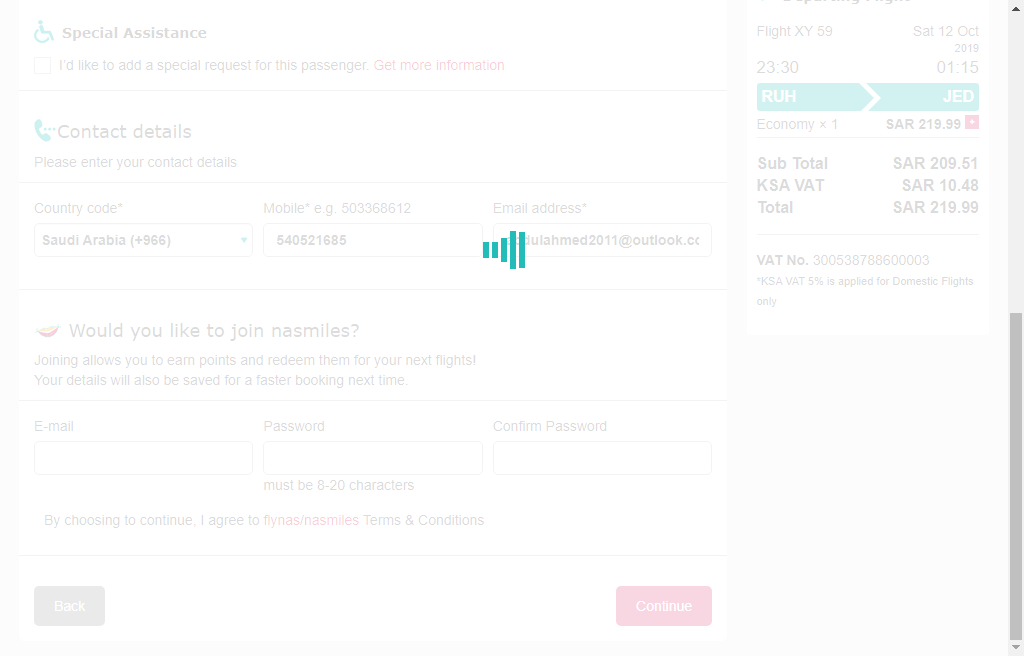 Special Assistance
I'd like to add a special request for this passenger. Get more information
Contact details
Please enter your contact details
Country code*
Mobile* e.g. 503368612
Email address*
Saudi Arabia (+966)
540521685
Would you like to join nasmiles?
Joining allows you to earn points and redeem them for your next flights!
Your details will also be saved for a faster booking next time.
E-mail
Password
Confirm Password
must be 8-20 characters
By choosing to continue, I agree to flynas/nasmiles Terms & Conditions
Back
Continue
Departing Flight
Flight XY 59
Sat 12 Oct
2019
23:30
01:15
RUH
JED
Economy × 1
SAR 219.99 +
Sub Total
SAR 209.51
KSA VAT
SAR 10.48
Total
SAR 219.99
VAT No. 300538788600003
*KSA VAT 5% is applied for Domestic Flights
only